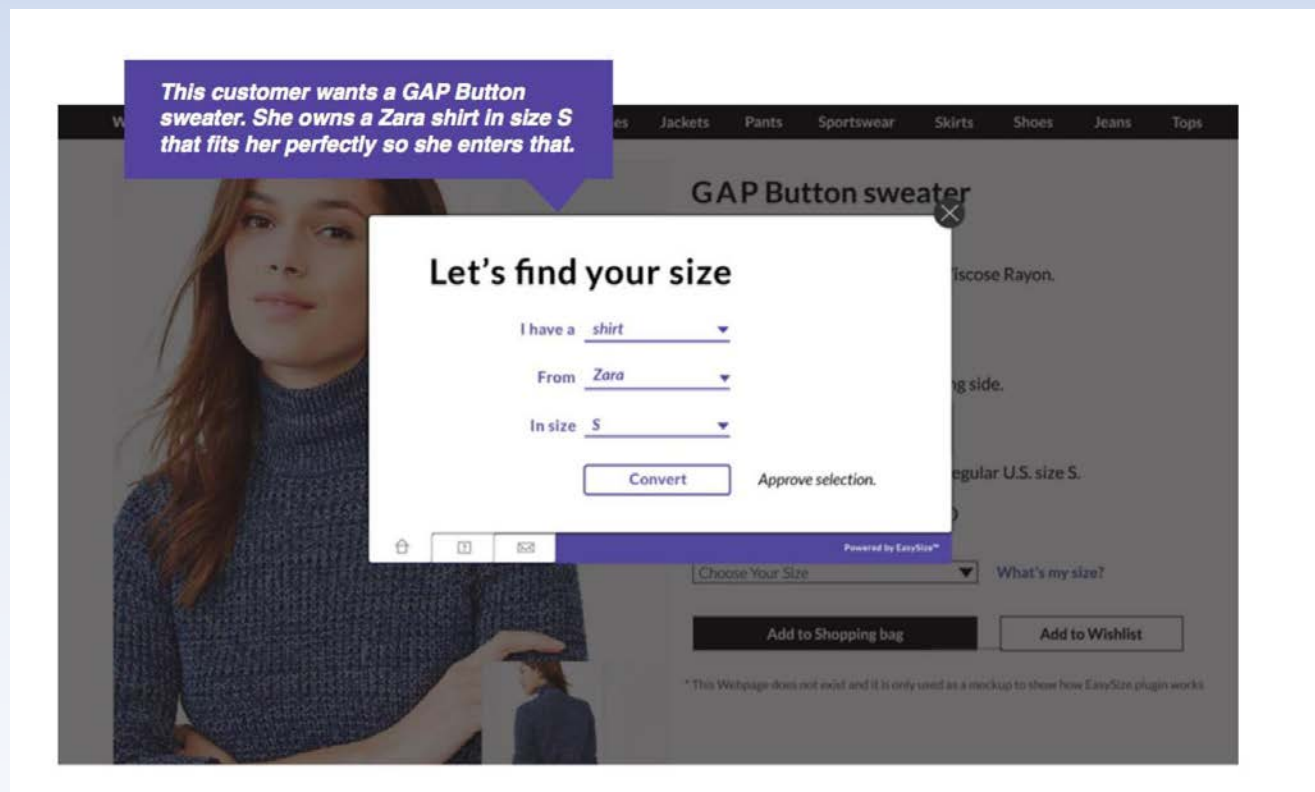 This customer wants a GAP Button
sweater. She owns a Zara shirt in size S
that fits her perfectly so she enters that.
W
es Jackets Pants Sportswear Skirts Shoes Jeans Tops
GAP Button sweater
Let's find your size
I have a shirt
From Zara
In size S
Convert Approve selection.
Powered by EasySize™
iscose Rayon.
ng side.
egular U.S. size S.
Choose Your Size What's my size?
Add to Shopping bag Add to Wishlist
* This Webpage does not exist and it is only used as a mockup to show how EasySize plugin works